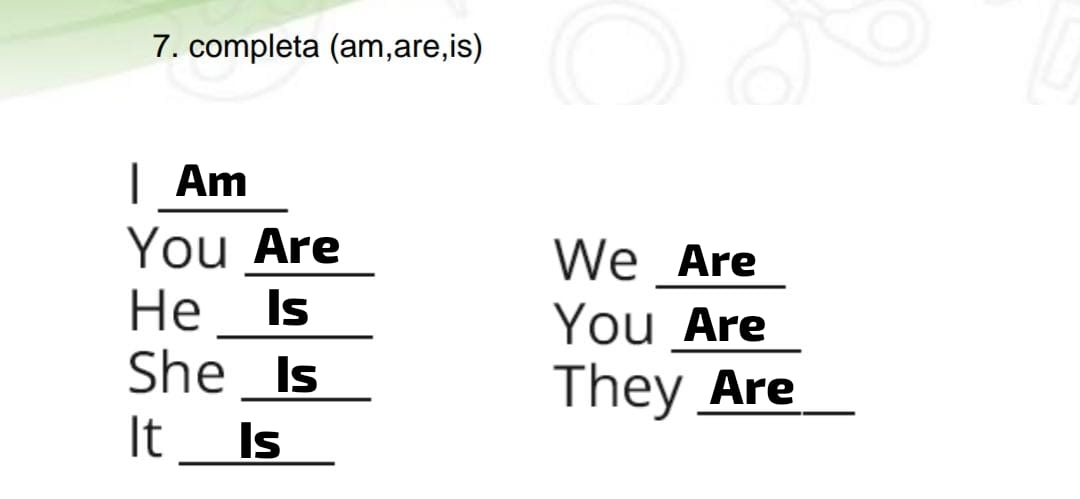 7. completa (am,are,is)
I Am
You Are
He Is
She Is
It Is
We Are
You Are
They Are